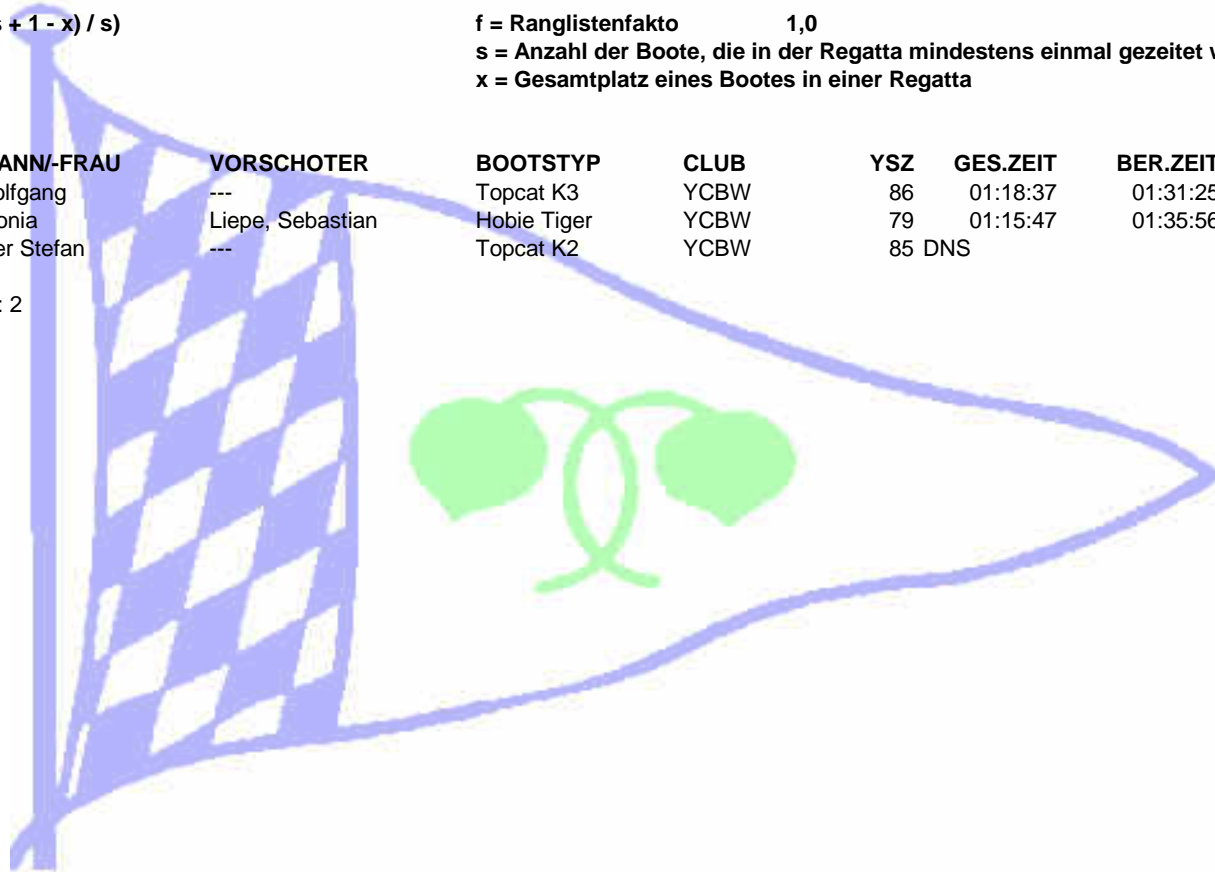 + 1 - x) / s) f = Ranglistenfakto 1,0
s = Anzahl der Boote, die in der Regatta mindestens einmal gezeitet
x = Gesamtplatz eines Bootes in einer Regatta
ANN/-FRAU VORSCHOTER BOOTSTYP CLUB YSZ GES.ZEIT BER.ZEIT
olfgang --- Topcat K3 YCBW 86 01:18:37 01:31:25
onia Liepe, Sebastian Hobie Tiger YCBW 79 01:15:47 01:35:56
er Stefan --- Topcat K2 YCBW 85 DNS
: 2